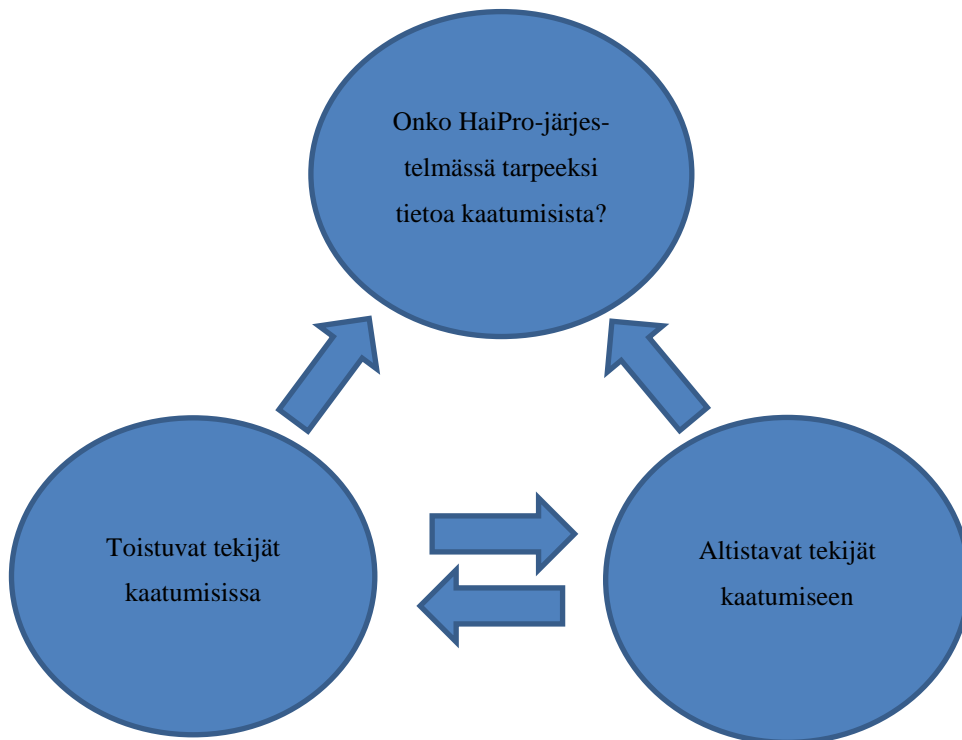 Onko HaiPro-järjes-
telmässä tarpeeksi
tietoa kaatumisista?
Toistuvat tekijät
kaatumisissa
Altistavat tekijät
kaatumiseen